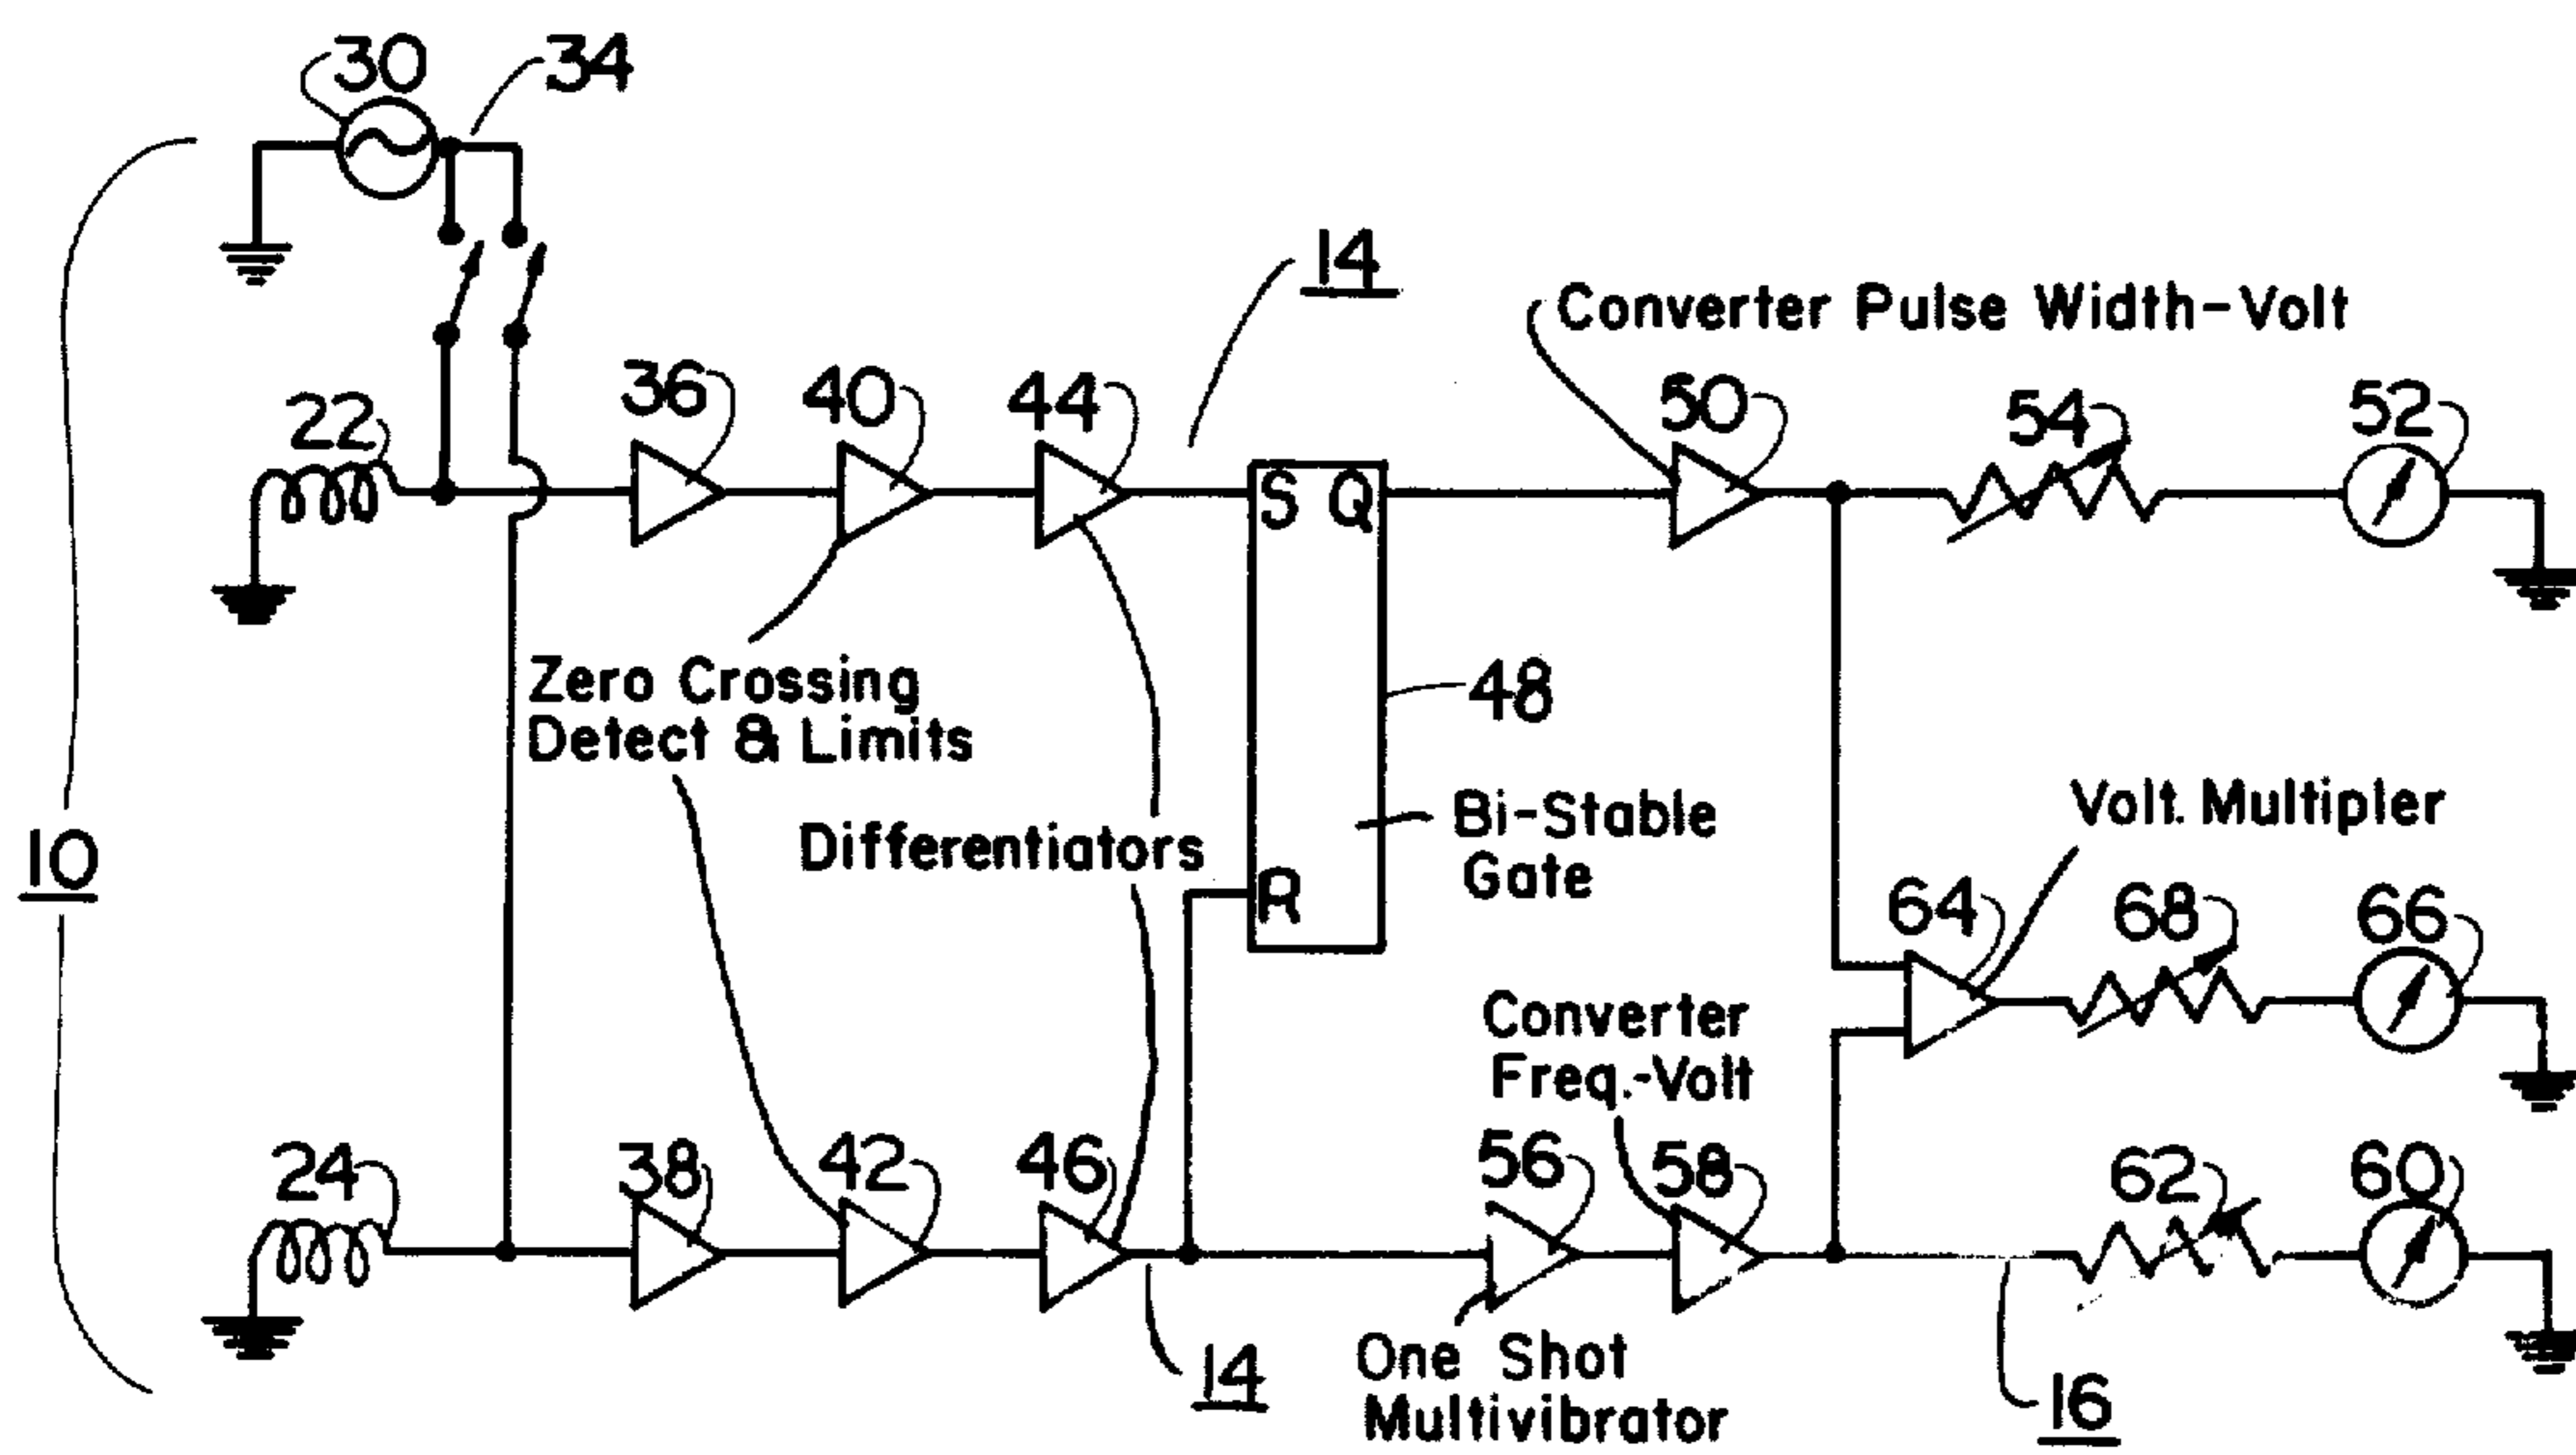 30
34
14
Converter Pulse Width-Volt
22
36
40
44
50
54
52
S Q
Zero Crossing
Detect & Limits
48
Differentiators
Bi-Stable
Gate
Volt. Multipler
10
R
64
68
66
Converter
Freq.-Volt
24
38
42
46
56
58
62
60
One Shot
Multivibrator
14
16